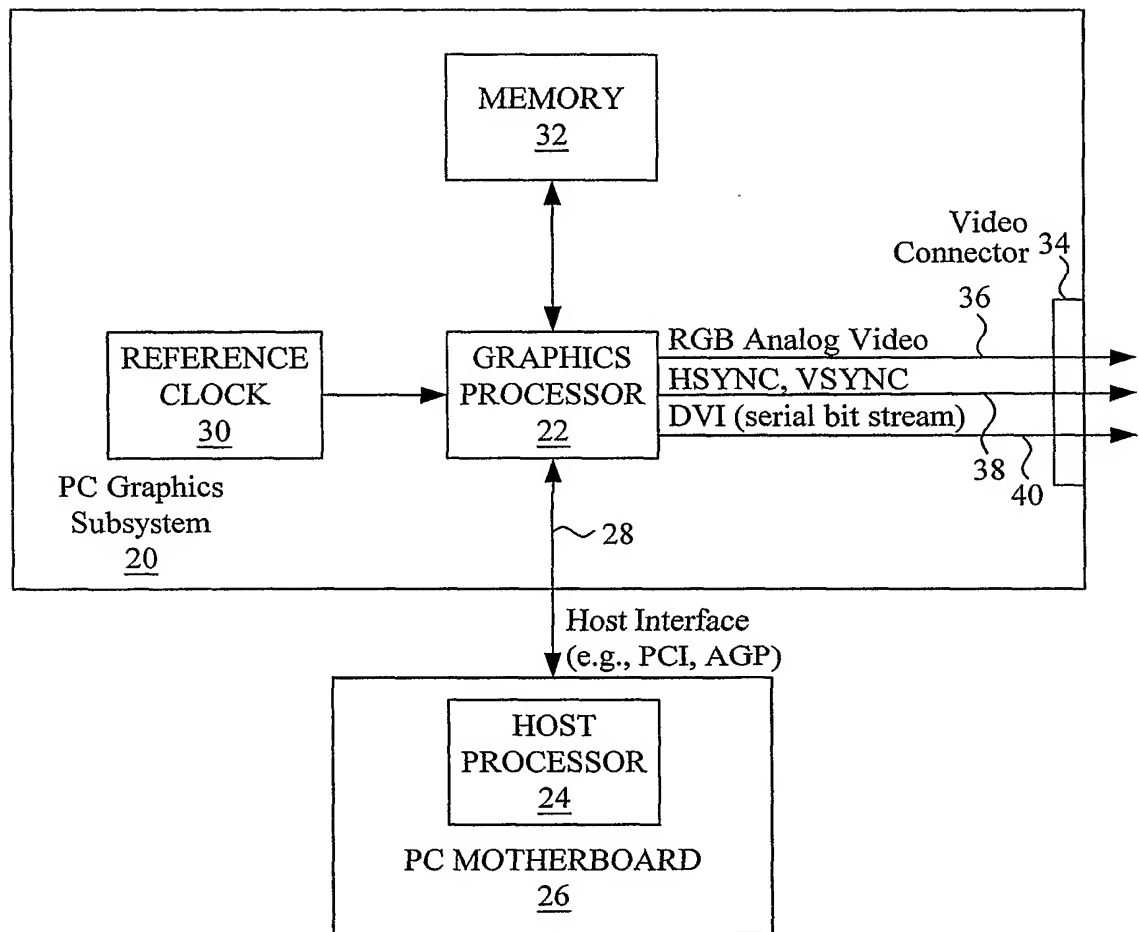 MEMORY
32
Video
Connector 34
36
REFERENCE
CLOCK
30
GRAPHICS
PROCESSOR
22
RGB Analog Video
HSYNC, VSYNC
DVI (serial bit stream)
38
40
PC Graphics
Subsystem
20
28
Host Interface
(e.g., PCI, AGP)
HOST
PROCESSOR
24
PC MOTHERBOARD
26